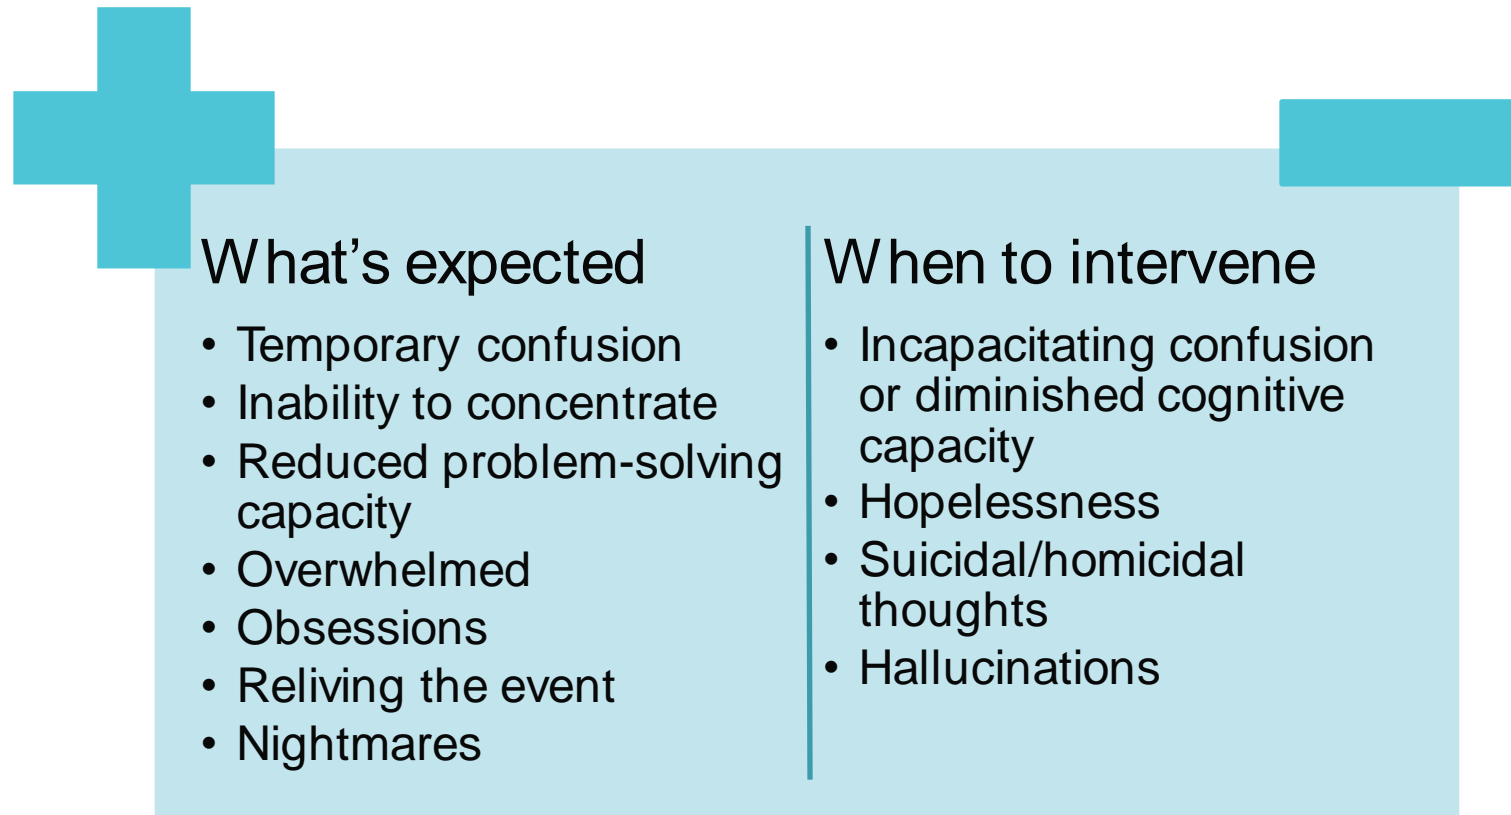 What’s expected
• Temporary confusion
• Inability to concentrate
• Reduced problem-solving
capacity
• Overwhelmed
• Obsessions
• Reliving the event
• Nightmares
When to intervene
• Incapacitating confusion
or diminished cognitive
capacity
• Hopelessness
• Suicidal/homicidal
thoughts
• Hallucinations